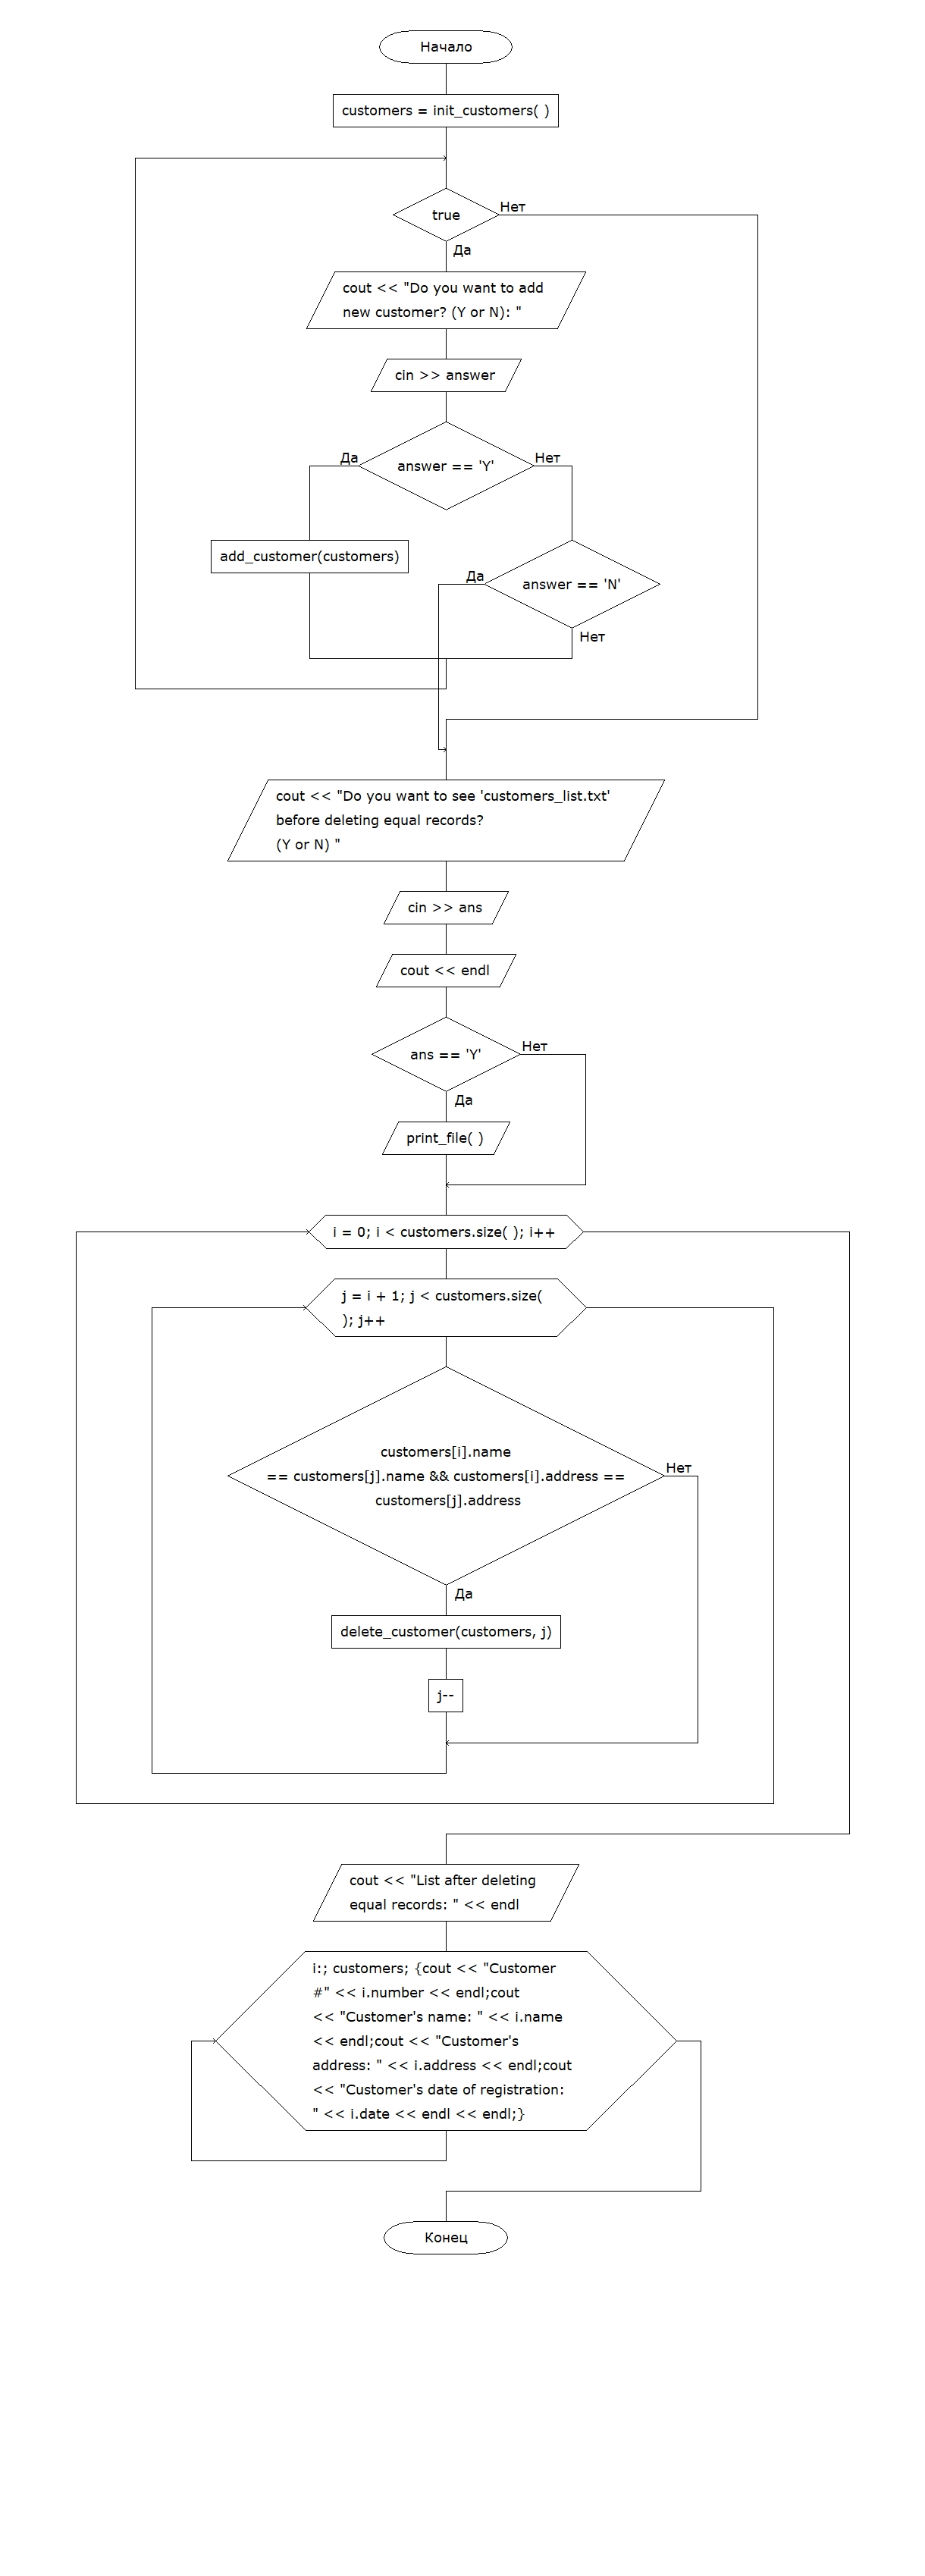 Начало
customers = init_customers( )
true
Нет
Да
cout << "Do you want to add
new customer? (Y or N): "
cin >> answer
Да
answer == 'Y'
Нет
add_customer(customers)
Да
answer == 'N'
Нет
cout << "Do you want to see 'customers_list.txt'
before deleting equal records?
(Y or N) "
cin >> ans
cout << endl
ans == 'Y'
Нет
Да
print_file( )
i = 0; i < customers.size( ); i++
j = i + 1; j < customers.size(
); j++
customers[i].name
== customers[j].name && customers[i].address ==
customers[j].address
Нет
Да
delete_customer(customers, j)
j--
cout << "List after deleting
equal records: " << endl
i:; customers; {cout << "Customer
#" << i.number << endl;cout
<< "Customer's name: " << i.name
<< endl;cout << "Customer's
address: " << i.address << endl;cout
<< "Customer's date of registration:
" << i.date << endl << endl;}
Конец